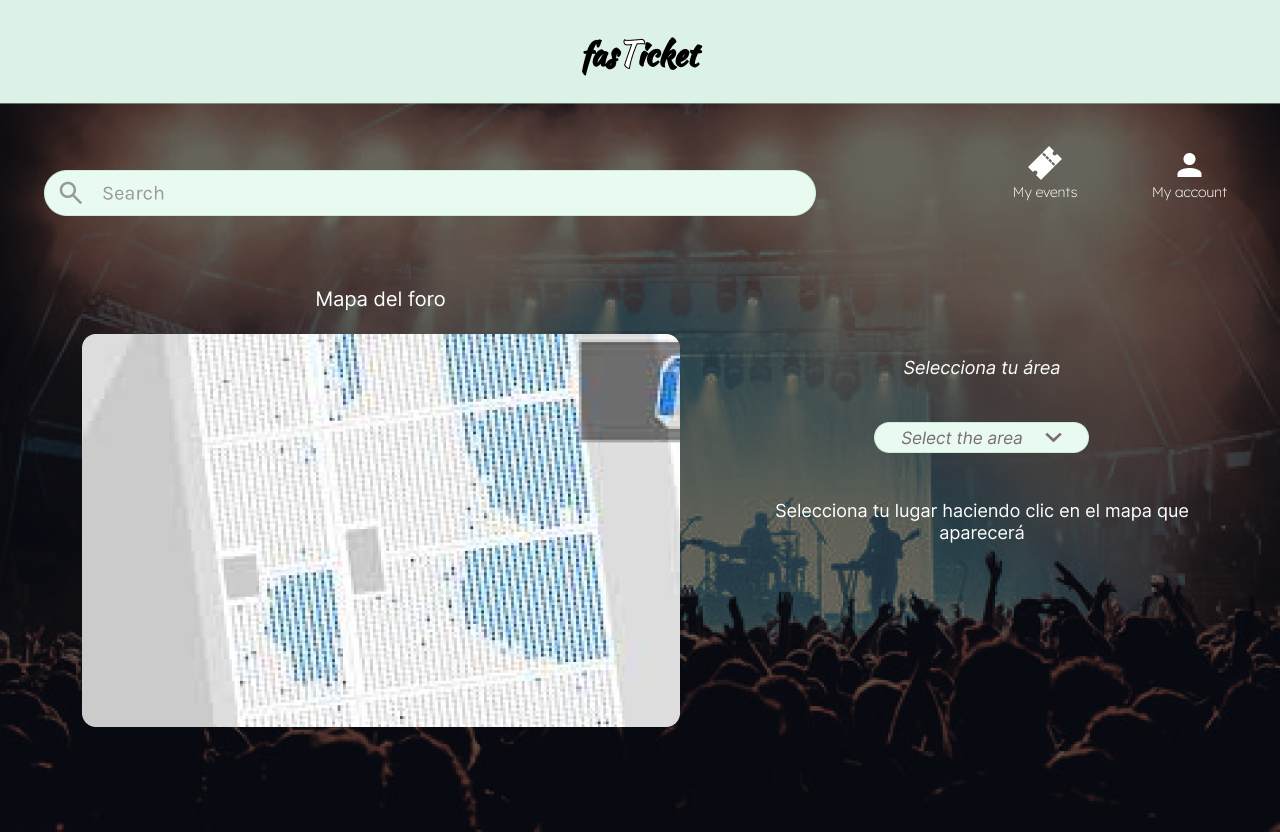 fasTicket
Search
My events
My account
Mapa del foro
Selecciona tu área
Select the area
Selecciona tu lugar haciendo clic en el mapa que
aparecerá